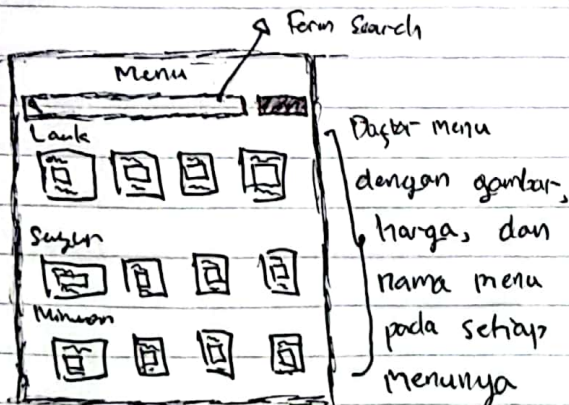 Form Search
Menu
Lauk
Sayur
Minuman
Daftar menu
dengan gambar,
harga, dan
nama menu
pada setiap
menunya